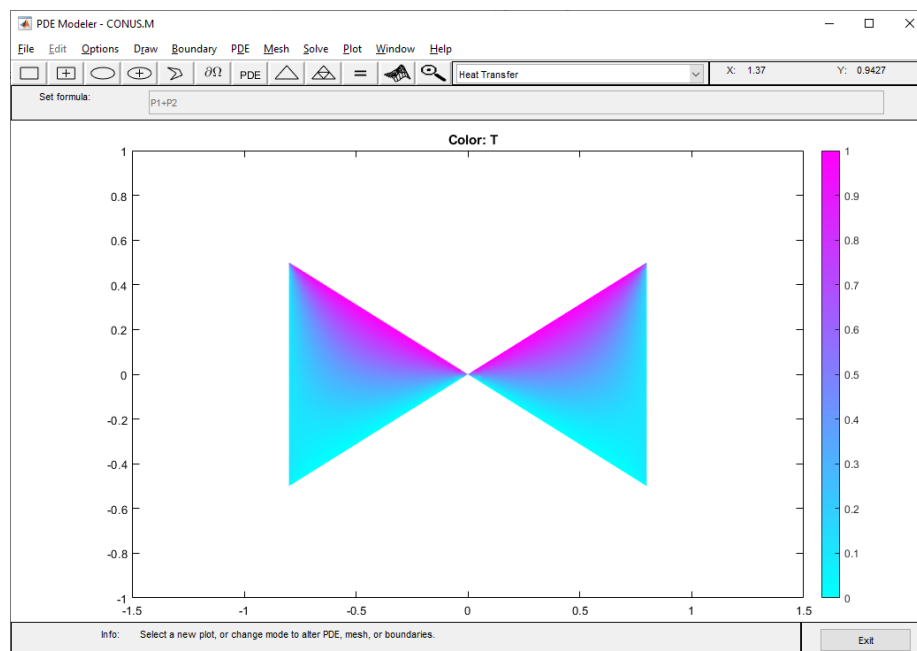 PDE Modeler - CONUS.M
File Edit Options Draw Boundary PDE Mesh Solve Plot Window Help
∂Ω PDE = Heat Transfer X: 1.37 Y: 0.9427
Set formula: P1+P2
Color: T
1
0.8
0.6
0.4
0.2
0
-0.2
-0.4
-0.6
-0.8
-1
-1.5 -1 -0.5 0 0.5 1 1.5
1
0.9
0.8
0.7
0.6
0.5
0.4
0.3
0.2
0.1
0
Info: Select a new plot, or change mode to alter PDE, mesh, or boundaries.
Exit